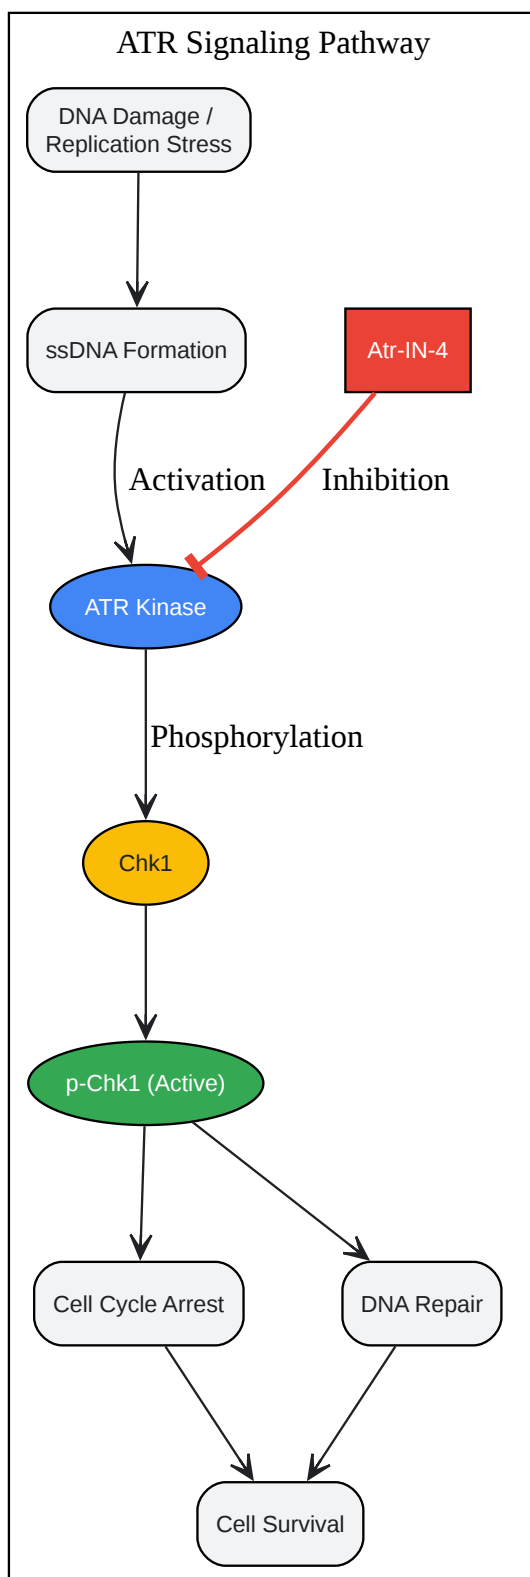 ATR Signaling Pathway
DNA Damage /
Replication Stress
ssDNA Formation
Atr-IN-4
Activation
Inhibition
ATR Kinase
Phosphorylation
Chk1
p-Chk1 (Active)
Cell Cycle Arrest
DNA Repair
Cell Survival